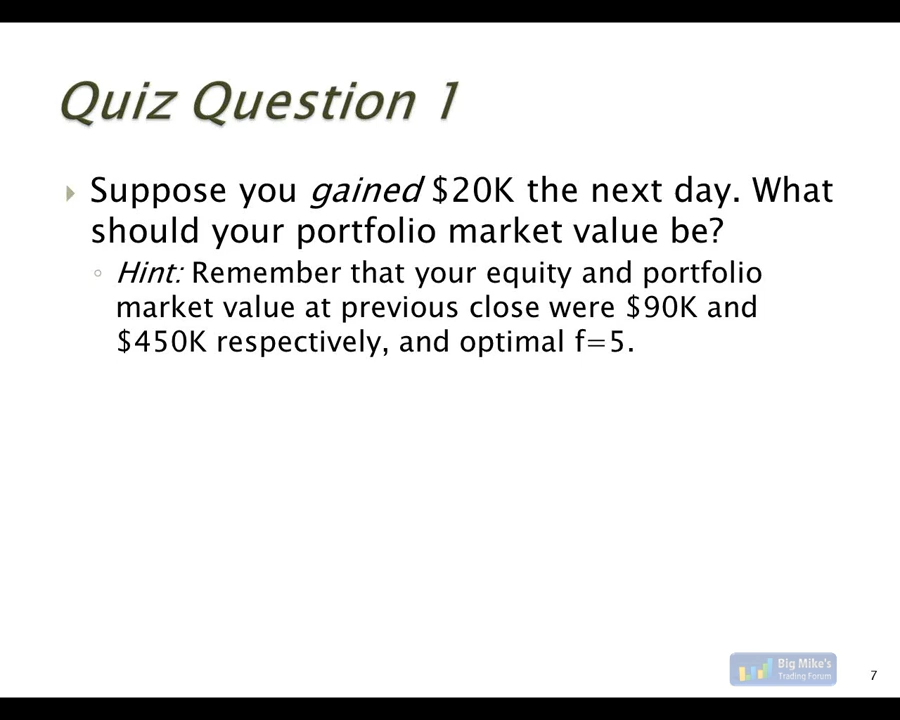 Quiz Question 1
Suppose you gained $20K the next day. What
should your portfolio market value be?
Hint: Remember that your equity and portfolio
market value at previous close were $90K and
$450K respectively, and optimal f=5.
Big Mike's
Trading Forum
7